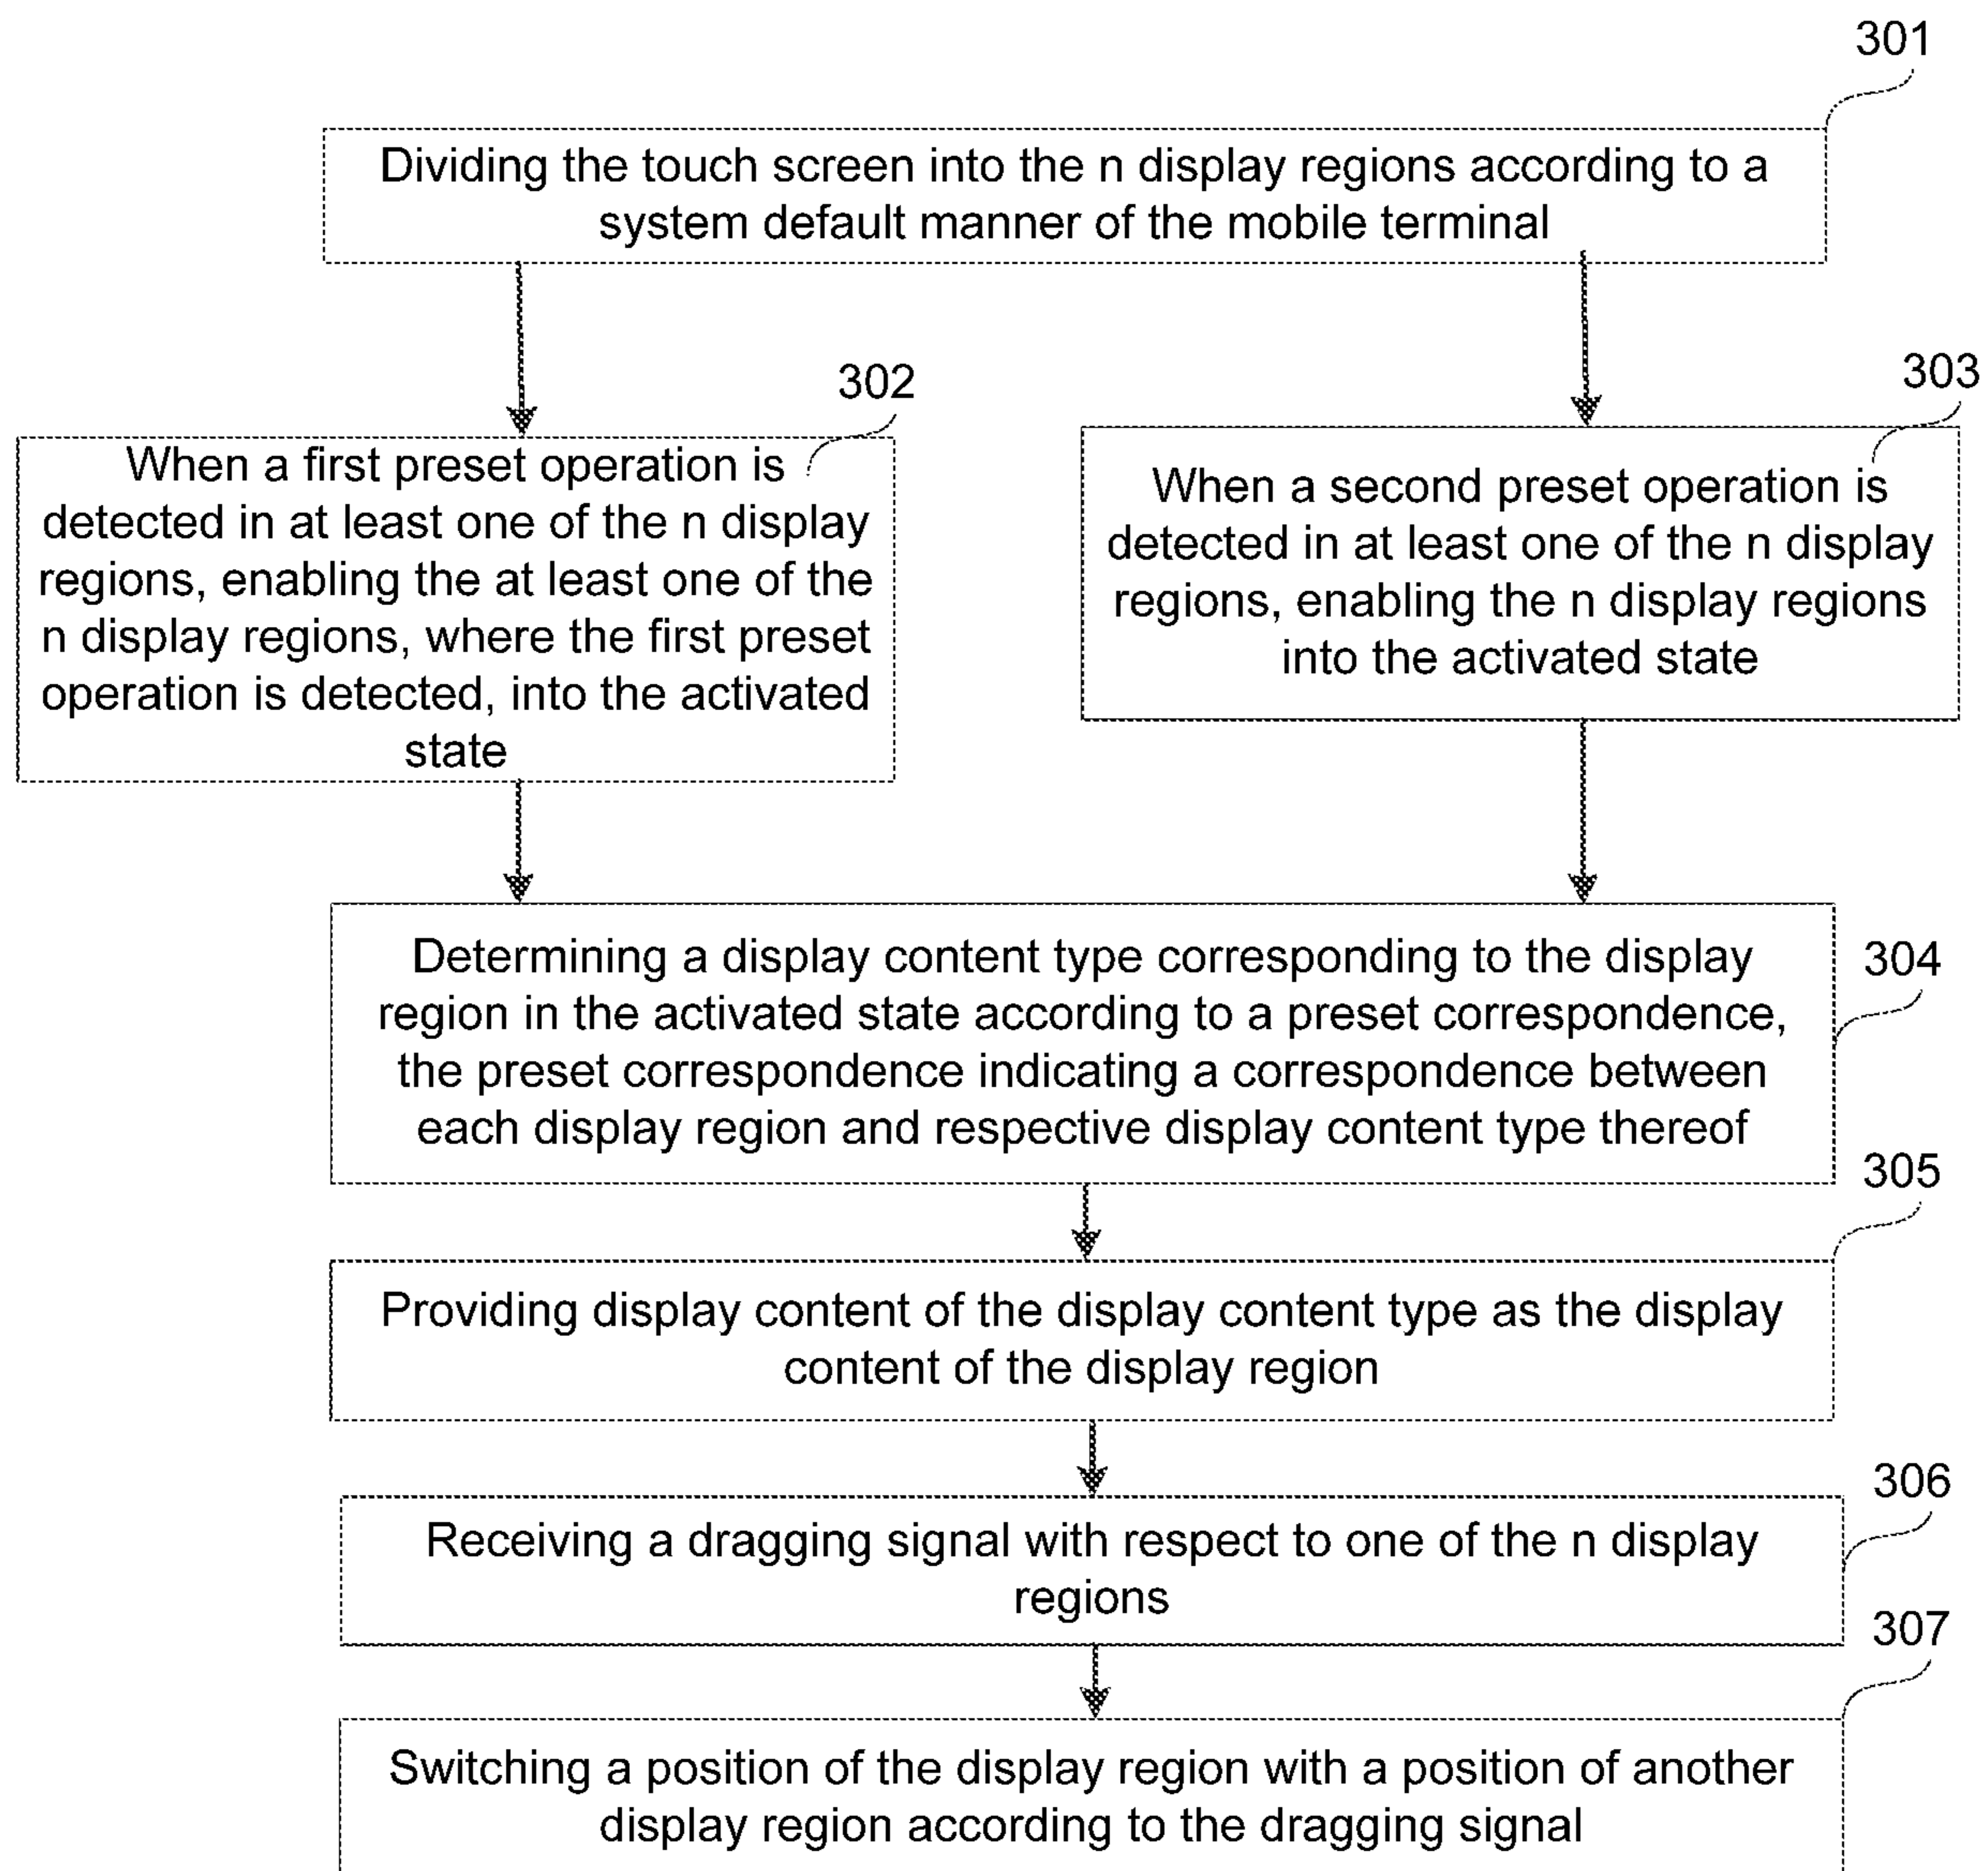 301
Dividing the touch screen into the n display regions according to a
system default manner of the mobile terminal
302
When a first preset operation is
detected in at least one of the n display
regions, enabling the at least one of the
n display regions, where the first preset
operation is detected, into the activated
state
303
When a second preset operation is
detected in at least one of the n display
regions, enabling the n display regions
into the activated state
304
Determining a display content type corresponding to the display
region in the activated state according to a preset correspondence,
the preset correspondence indicating a correspondence between
each display region and respective display content type thereof
305
Providing display content of the display content type as the display
content of the display region
306
Receiving a dragging signal with respect to one of the n display
regions
307
Switching a position of the display region with a position of another
display region according to the dragging signal